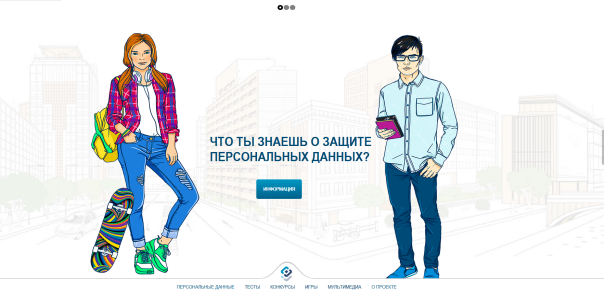 ЧТО ТЫ ЗНАЕШЬ О ЗАЩИТЕ
ПЕРСОНАЛЬНЫХ ДАННЫХ?
ИНФОРМАЦИЯ
ПЕРСОНАЛЬНЫЕ ДАННЫЕ ТЕСТЫ КОНКУРСЫ ИГРЫ МУЛЬТИМЕДИА О ПРОЕКТЕ